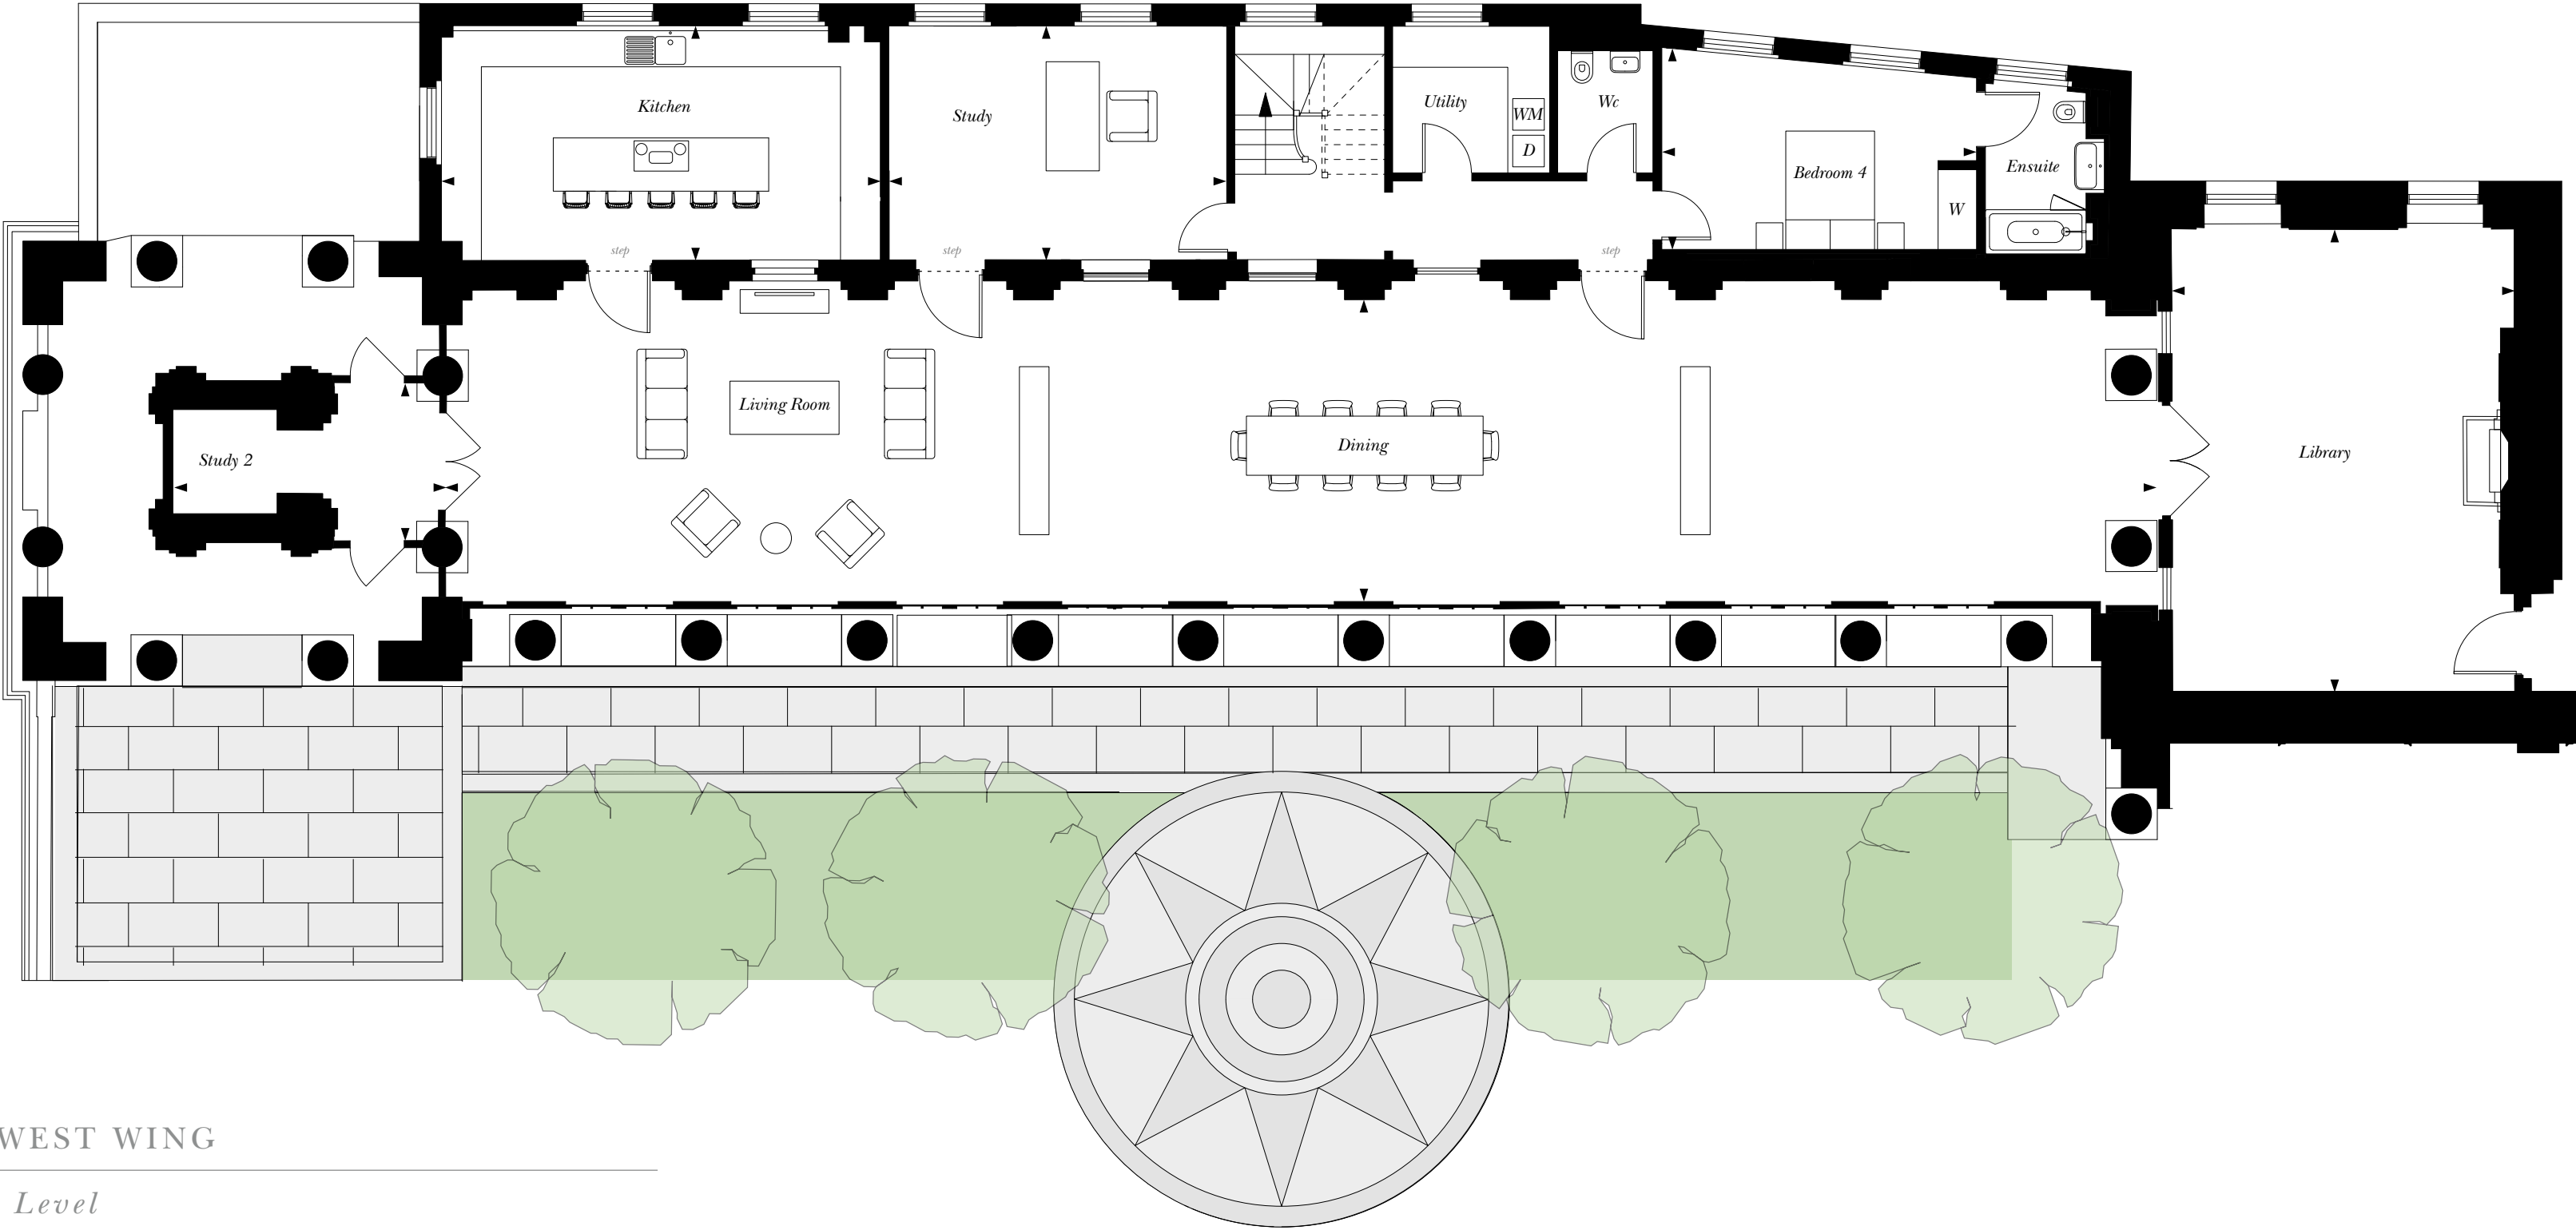 Kitchen
Study
Utility
WM
D
Wc
Bedroom 4
W
Ensuite
step
step
step
Living Room
Dining
Library
Study 2
WEST WING
Level